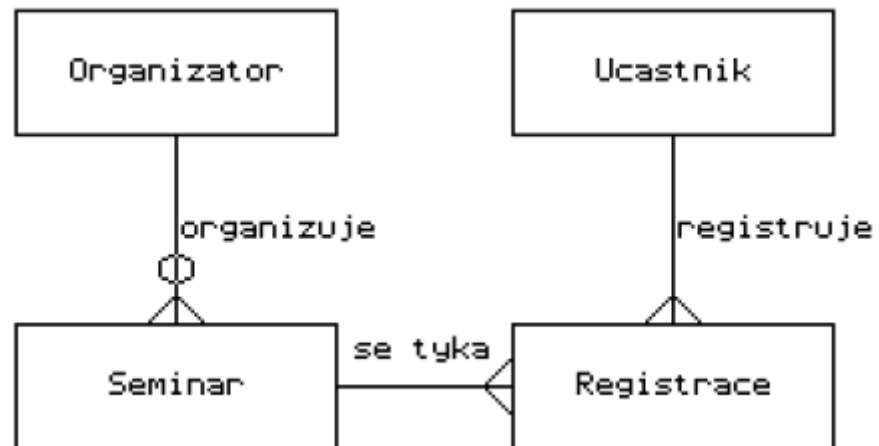 Organizator
Ucastnik
organizuje
registruje
se tyka
Seminar
Registrace